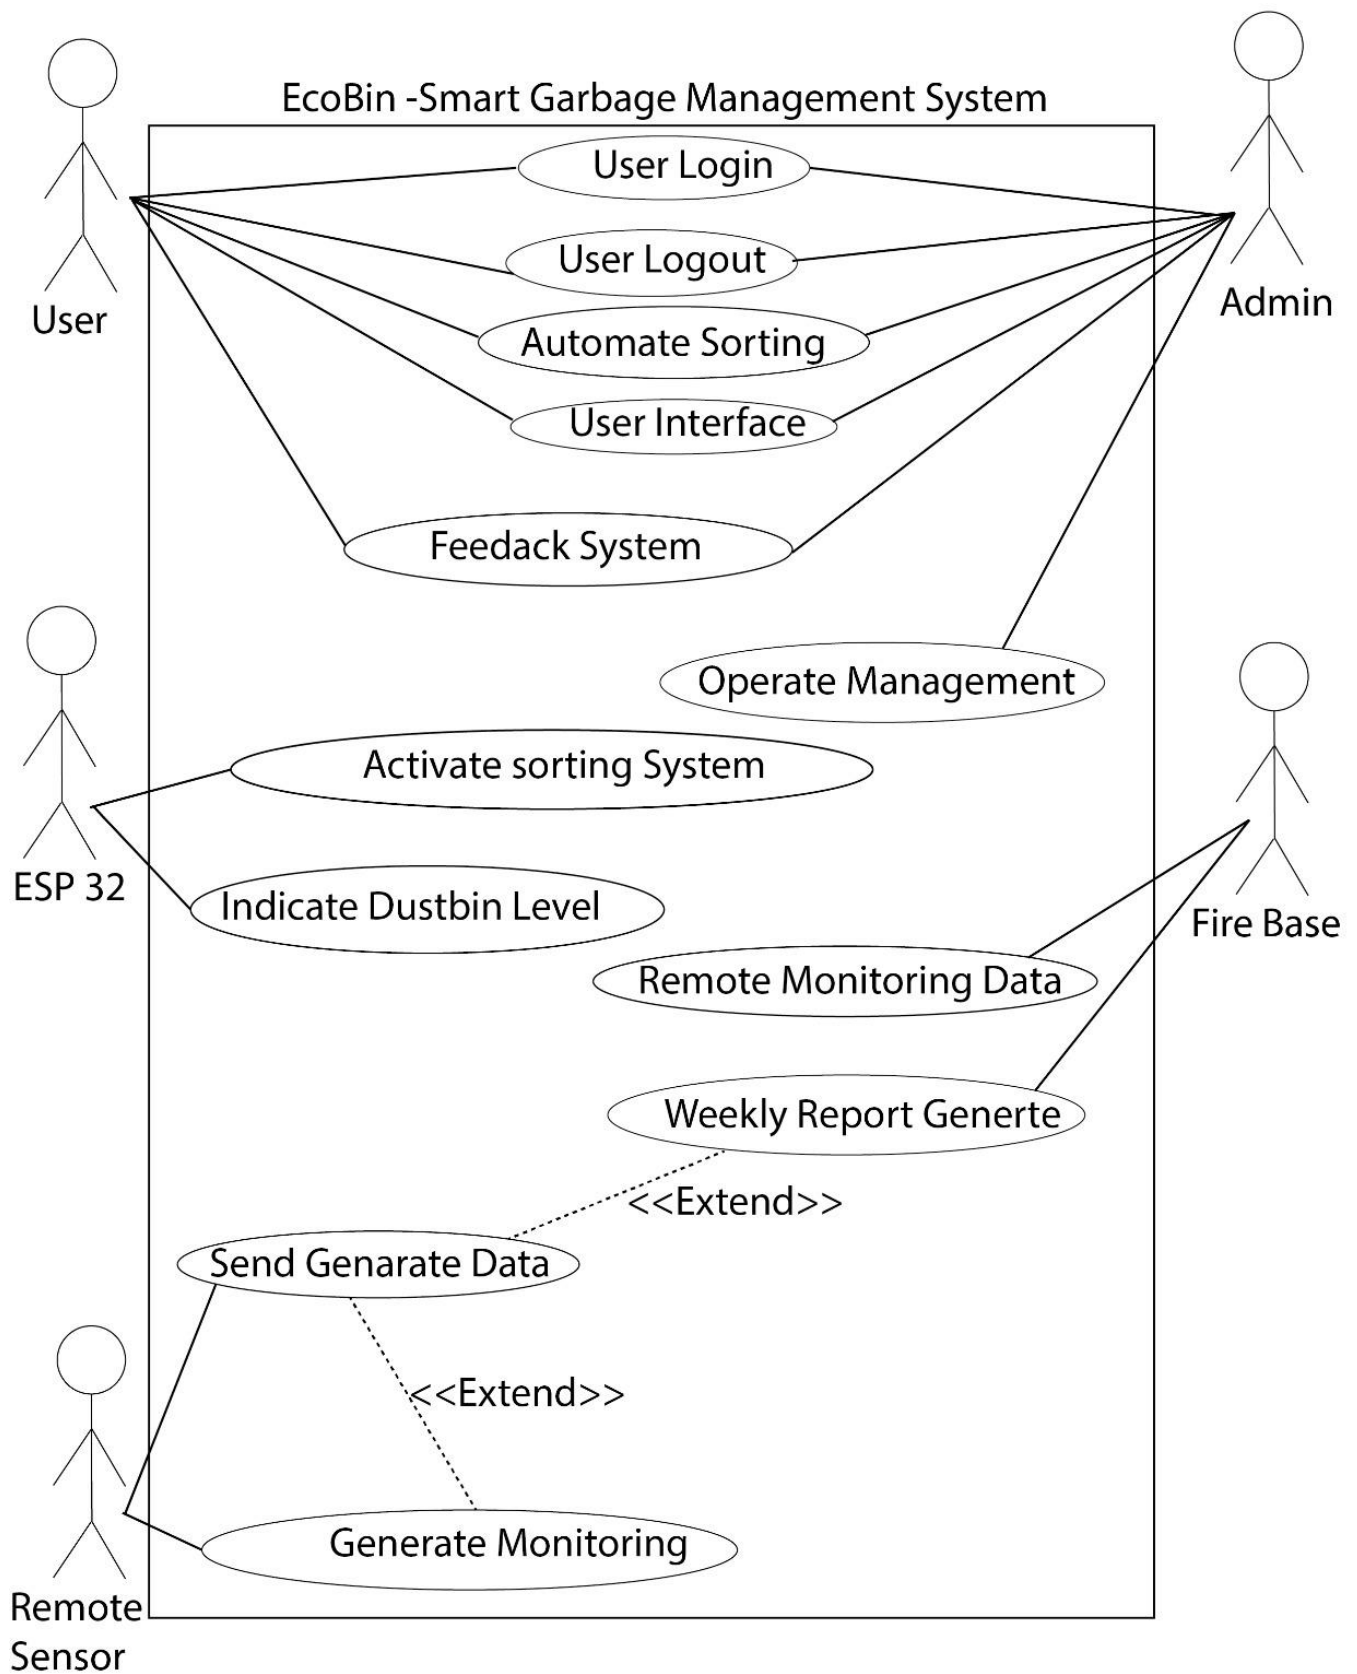 EcoBin -Smart Garbage Management System
User Login
User Logout
User
Admin
Automate Sorting
User Interface
Feedack System
Operate Management
Activate sorting System
ESP 32
Indicate Dustbin Level
Fire Base
Remote Monitoring Data
Weekly Report Generte
<<Extend>>
Send Genarate Data
<<Extend>>
Generate Monitoring
Remote
Sensor